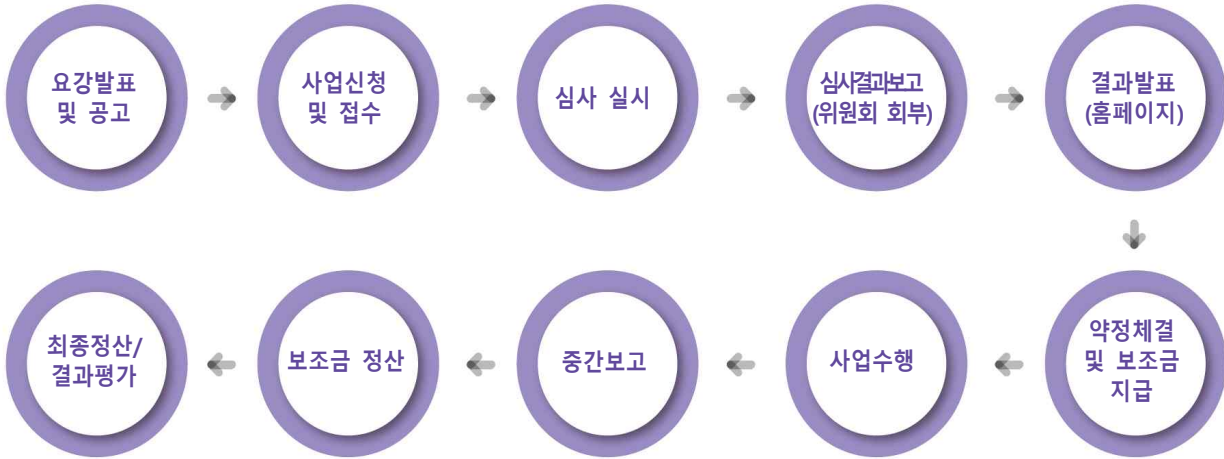 요강발표
및 공고
사업신청
및 접수
심사 실시
심사결과보고
(위원회 회부)
결과발표
(홈페이지)
약정체결
및 보조금
지급
사업수행
중간보고
보조금 정산
최종정산/
결과평가